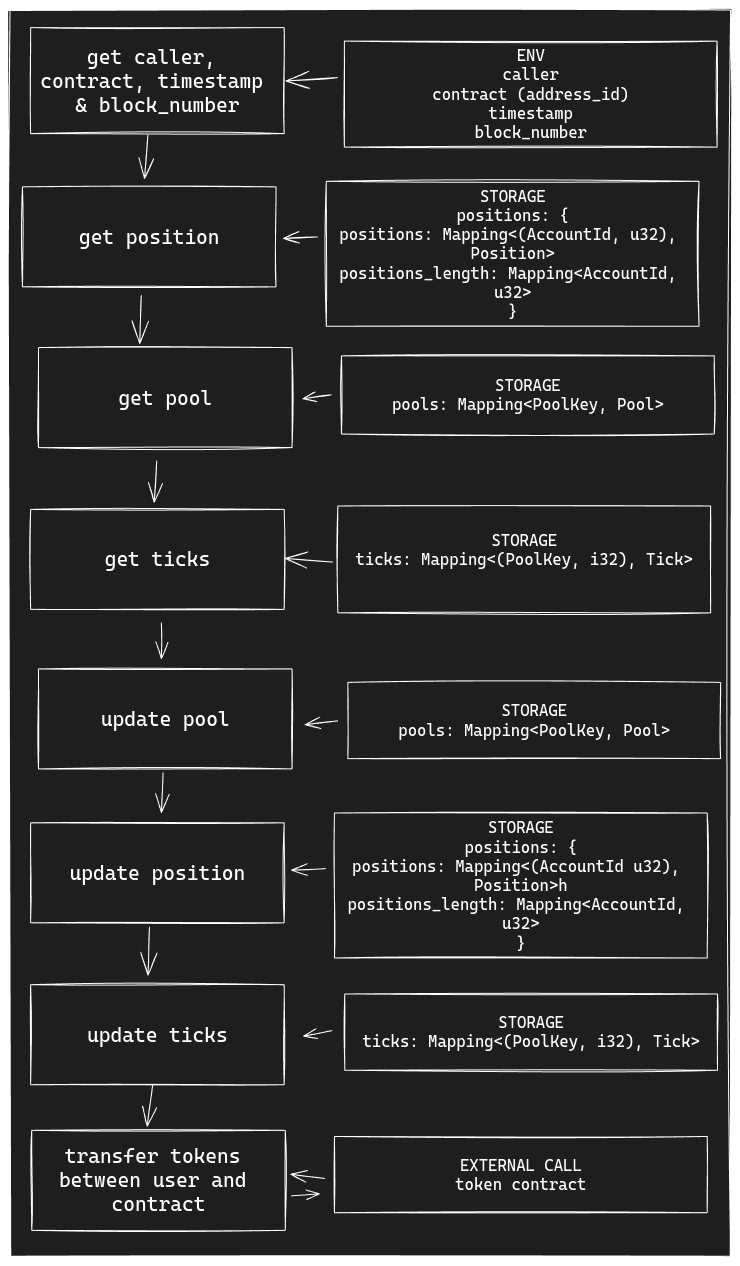 get caller,
contract, timestamp
& block_number
ENV
caller
contract (address_id)
timestamp
block_number
get position
STORAGE
positions: {
positions: Mapping<(AccountId, u32),
Position>
positions_length: Mapping<AccountId,
u32>
}
get pool
STORAGE
pools: Mapping<PoolKey, Pool>
get ticks
STORAGE
ticks: Mapping<(PoolKey, i32), Tick>
update pool
STORAGE
pools: Mapping<PoolKey, Pool>
update position
STORAGE
positions: {
positions: Mapping<(AccountId u32),
Position>h
positions_length: Mapping<AccountId,
u32>
}
update ticks
STORAGE
ticks: Mapping<(PoolKey, i32), Tick>
transfer tokens
between user and
contract
EXTERNAL CALL
token contract